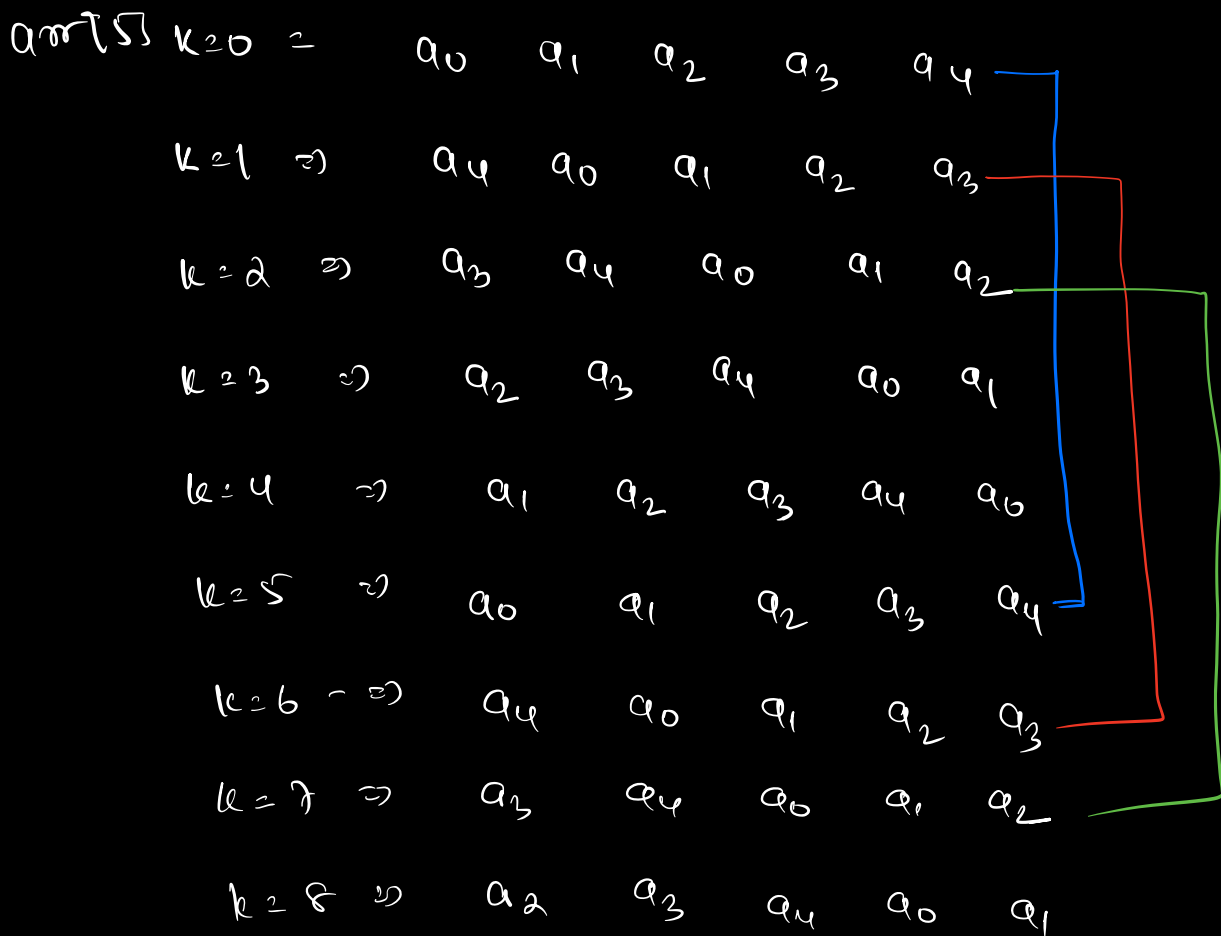 arr[5] k=0 = a0 a1 a2 a3 a4
k=1 => a4 a0 a1 a2 a3
k=2 => a3 a4 a0 a1 a2
k=3 => a2 a3 a4 a0 a1
k=4 => a1 a2 a3 a4 a0
k=5 => a0 a1 a2 a3 a4
k=6 - => a4 a0 a1 a2 a3
k=7 => a3 a4 a0 a1 a2
k=8 => a2 a3 a4 a0 a1